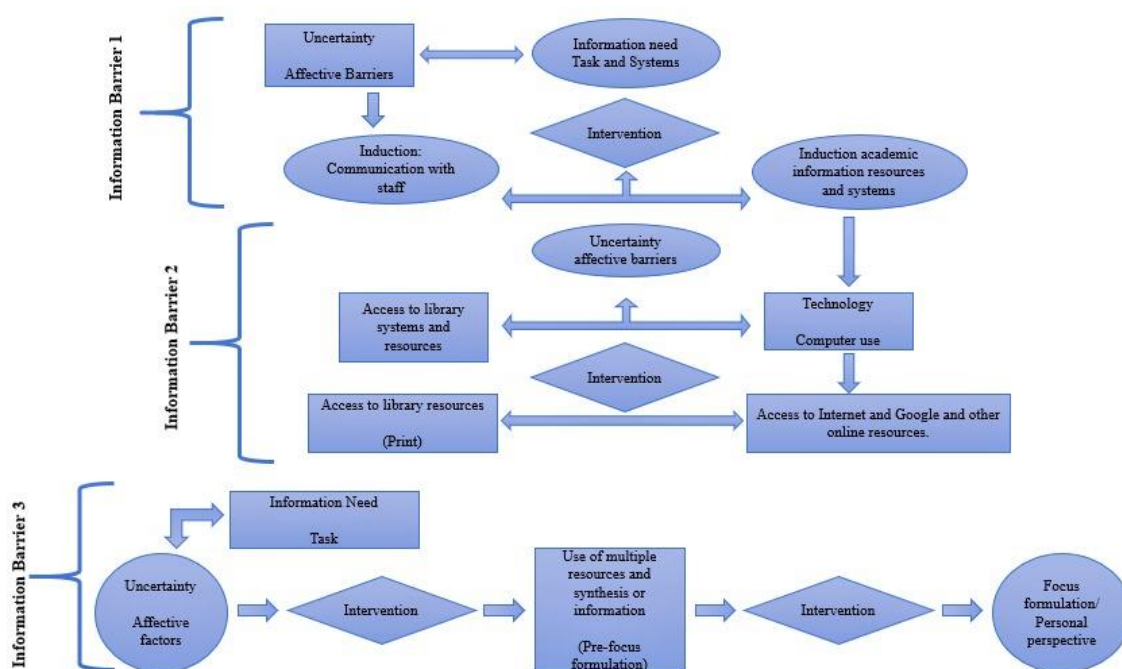 Information Barrier 1
Uncertainty
Affective Barriers
Information need
Task and Systems
Intervention
Induction:
Communication with
staff
Induction academic
information resources
and systems
Information Barrier 2
Uncertainty
affective barriers
Access to library
systems and
resources
Technology
Computer use
Intervention
Access to library resources
(Print)
Access to Internet and Google and other
online resources.
Information Barrier 3
Information Need
Task
Uncertainty
Affective
factors
Intervention
Use of multiple
resources and
synthesis or
information
(Pre-focus
formulation)
Intervention
Focus
formulation/
Personal
perspective